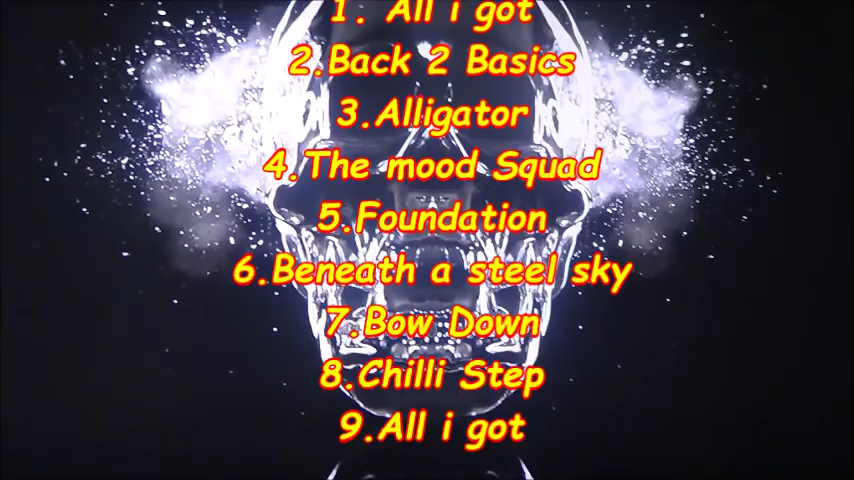 1. All i got
2.Back 2 Basics
3.Alligator
4.The mood Squad
5.Foundation
6.Beneath a steel sky
7.Bow Down
8.Chilli Step
9.All i got